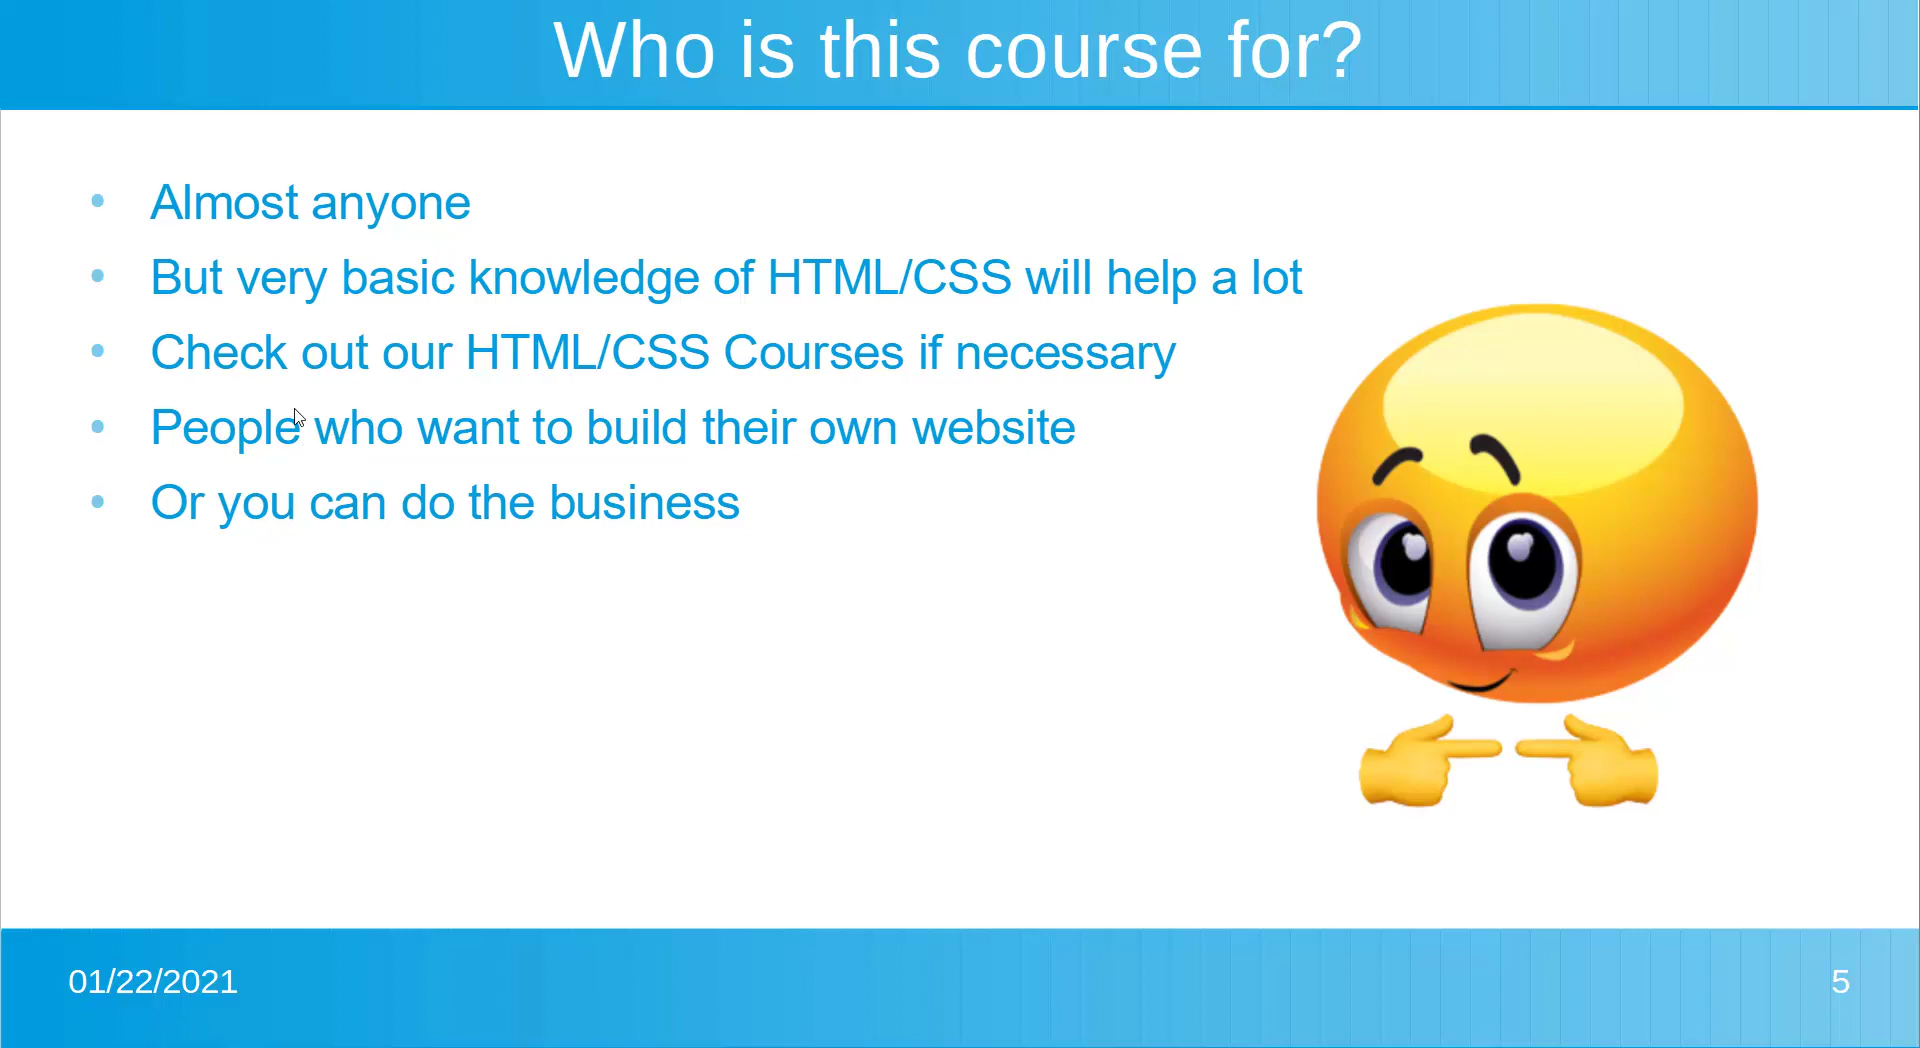 Who is this course for?
• Almost anyone
• But very basic knowledge of HTML/CSS will help a lot
• Check out our HTML/CSS Courses if necessary
• People who want to build their own website
• Or you can do the business
01/22/2021
5